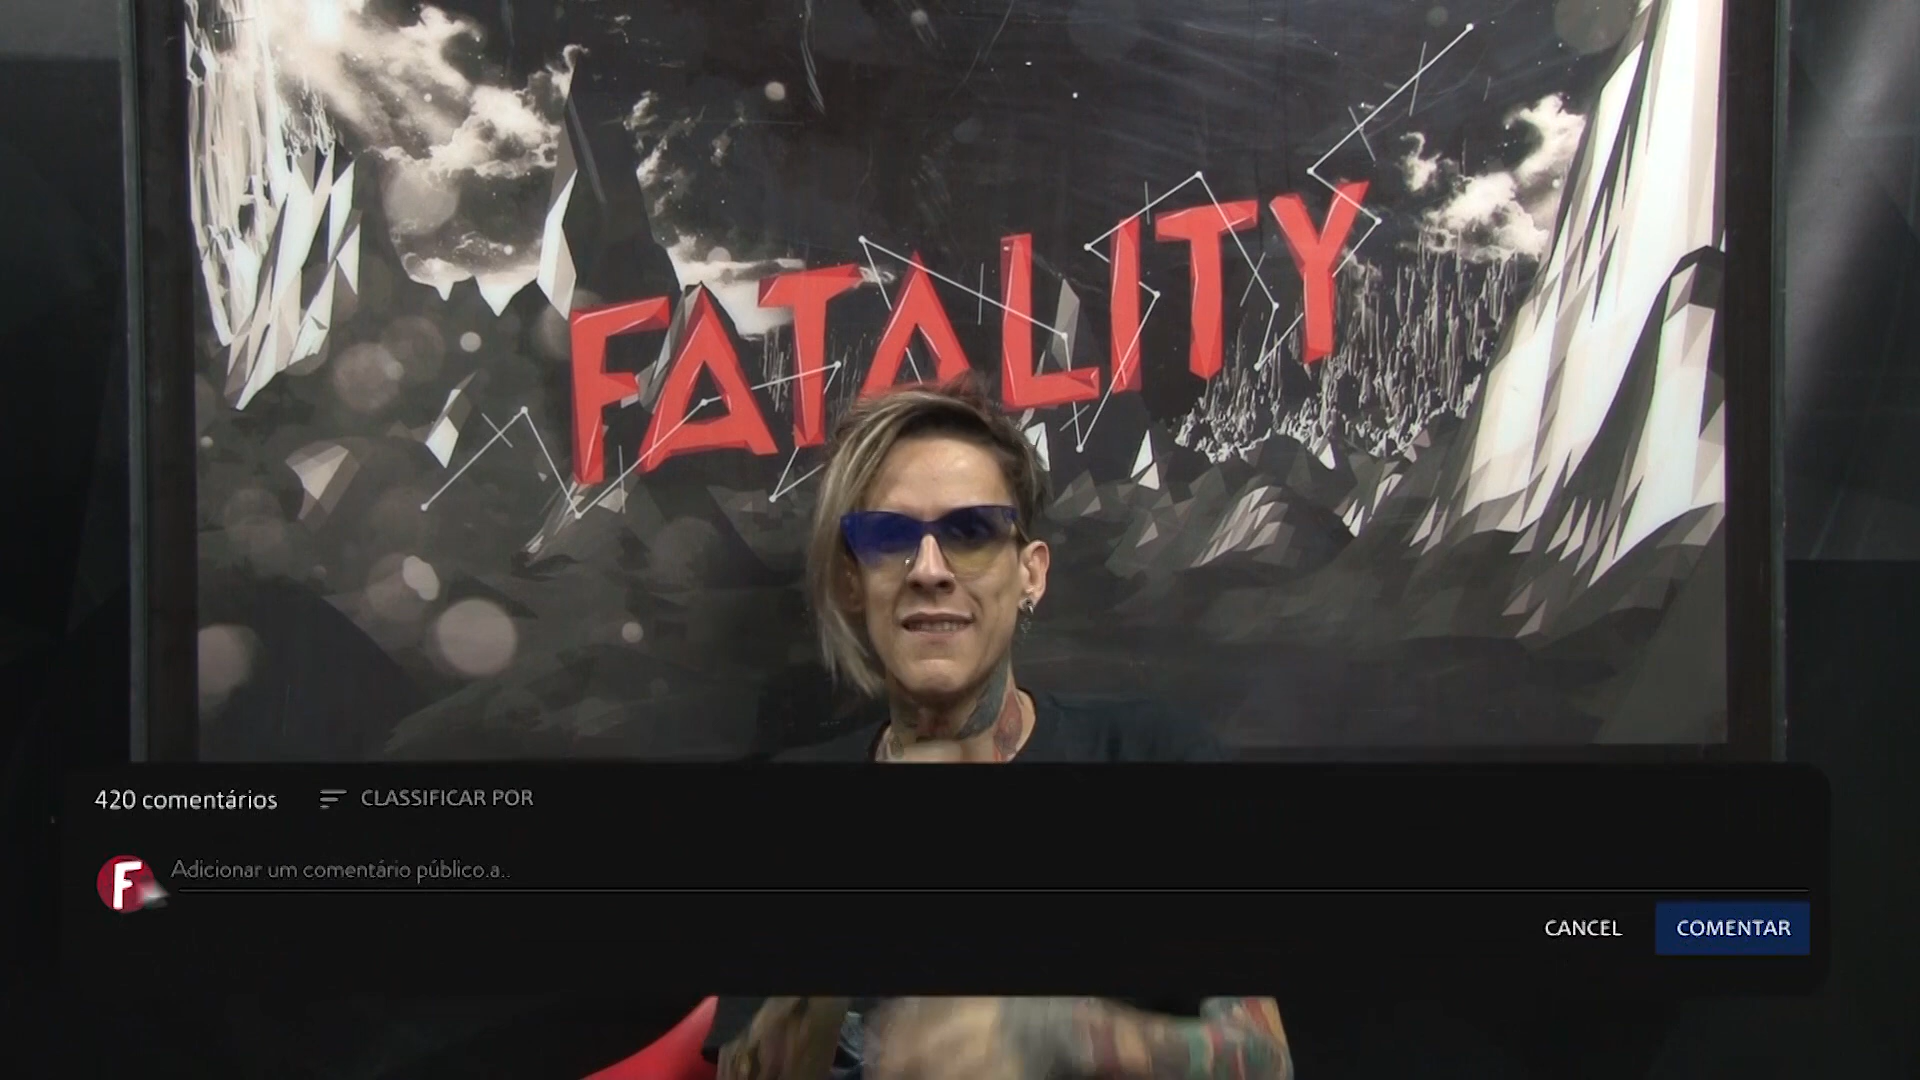 FATALITY
420 comentários CLASSIFICAR POR
F
Adicionar um comentário público.a..
CANCEL COMENTAR